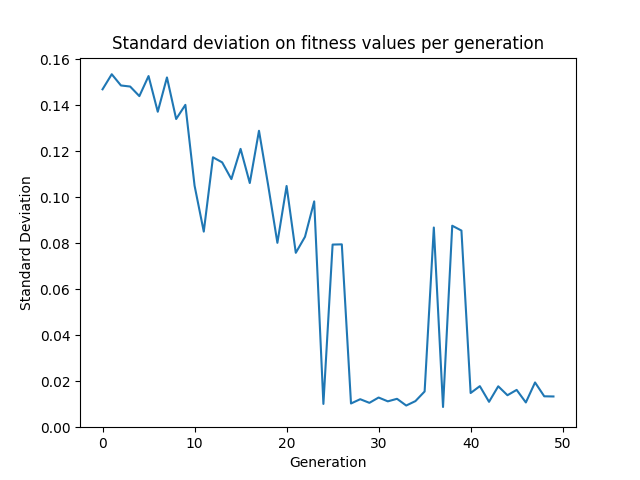 Standard deviation on fitness values per generation
0.16
0.14
0.12
0.10
0.08
0.06
0.04
0.02
0.00
Standard Deviation
0 10 20 30 40 50
Generation